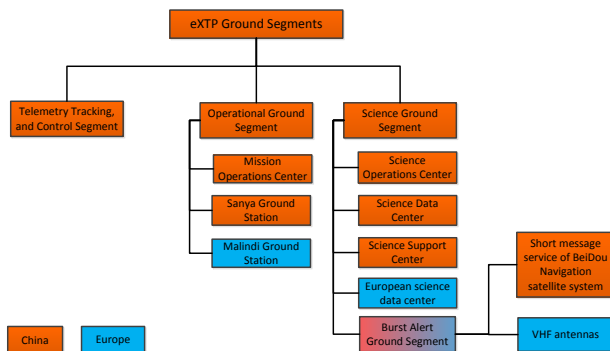 eXTP Ground Segments
Telemetry Tracking,
and Control Segment
Operational Ground
Segment
Mission
Operations Center
Sanya Ground
Station
Malindi Ground
Station
Science Ground
Segment
Science
Operations Center
Science Data
Center
Science Support
Center
European science
data center
Burst Alert
Ground Segment
Short message
service of BeiDou
Navigation
satellite system
VHF antennas
China
Europe